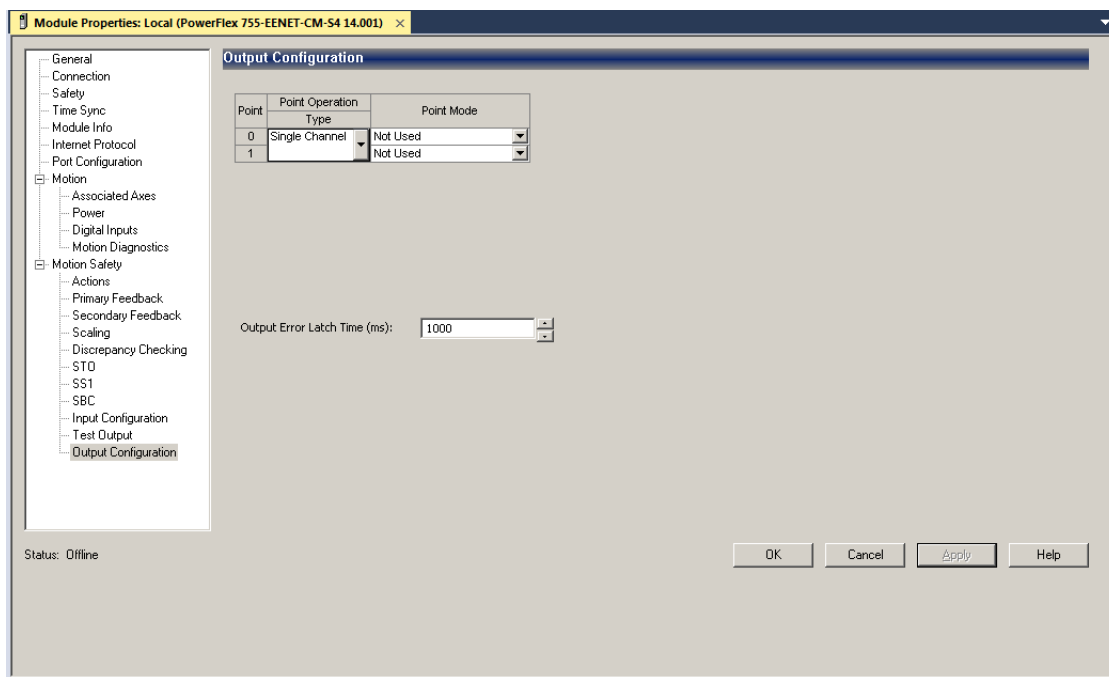 Module Properties: Local (PowerFlex 755-EENET-CM-S4 14.001) ×
General
Connection
Safety
Time Sync
Module Info
Internet Protocol
Port Configuration
Motion
Associated Axes
Power
Digital Inputs
Motion Diagnostics
Motion Safety
Actions
Primary Feedback
Secondary Feedback
Scaling
Discrepancy Checking
STO
SS1
SBC
Input Configuration
Test Output
Output Configuration
Output Configuration
Point Point Operation Point Mode
Type
0 Single Channel Not Used
1 Not Used
Output Error Latch Time (ms): 1000
Status: Offline
OK Cancel Apply Help